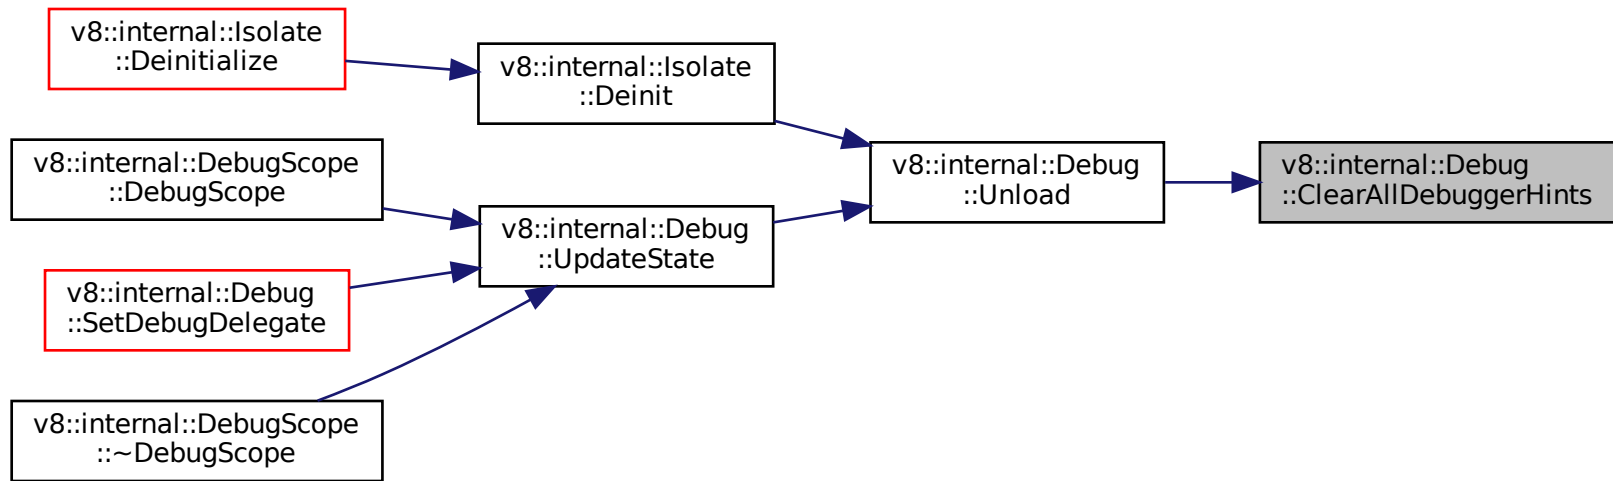 v8::internal::Isolate
::Deinitialize
v8::internal::Isolate
::Deinit
v8::internal::DebugScope
::DebugScope
v8::internal::Debug
::Unload
v8::internal::Debug
::ClearAllDebuggerHints
v8::internal::Debug
::UpdateState
v8::internal::Debug
::SetDebugDelegate
v8::internal::DebugScope
::~DebugScope